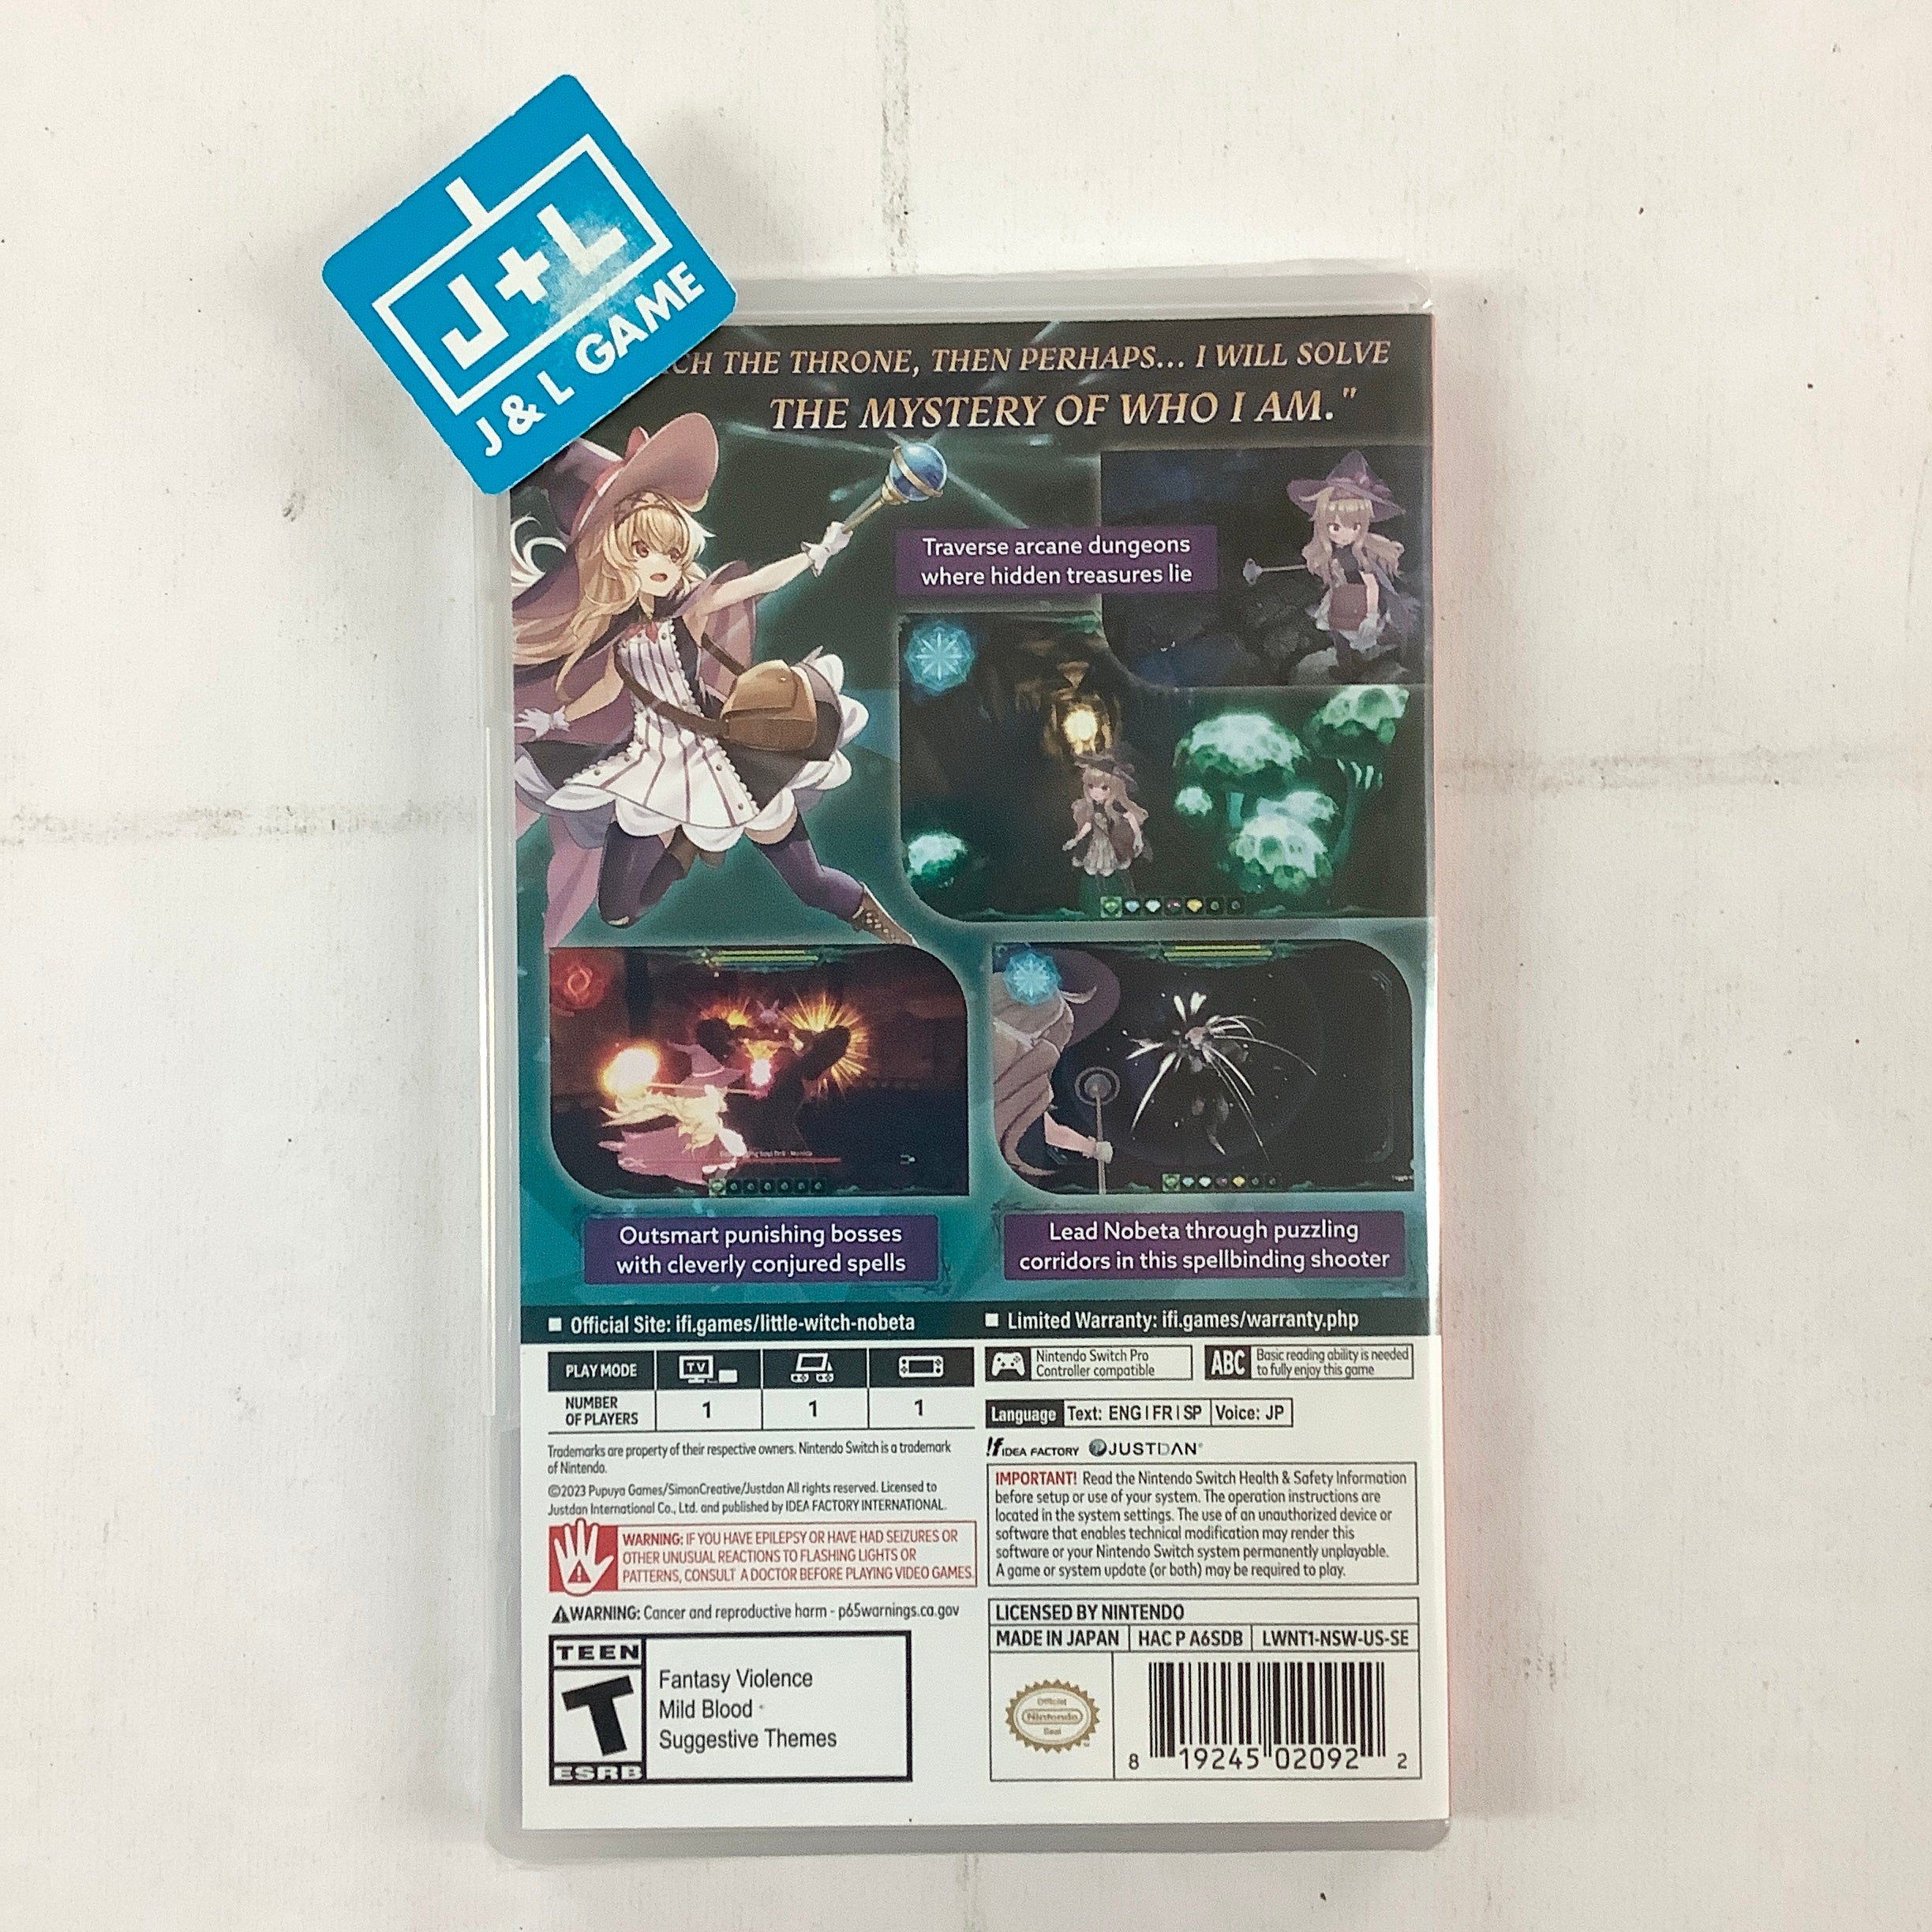 J+L
J & L GAME
CH THE THRONE, THEN PERHAPS... I WILL SOLVE
THE MYSTERY OF WHO I AM."
Traverse arcane dungeons
where hidden treasures lie
Outsmart punishing bosses
with cleverly conjured spells
Lead Nobeta through puzzling
corridors in this spellbinding shooter
■ Official Site: ifi.games/little-witch-nobeta
■ Limited Warranty: ifi.games/warranty.php
PLAY MODE TV
NUMBER
OF PLAYERS
1 1 1
Nintendo Switch Pro
Controller compatible
ABC
Basic reading ability is needed
to fully enjoy this game
Language Text: ENG | FR | SP Voice: JP
Trademarks are property of their respective owners. Nintendo Switch is a trademark
of Nintendo.
©2023 Pupuya Games/SimonCreative/Justdan All rights reserved. Licensed to
Justdan International Co., Ltd. and published by IDEA FACTORY INTERNATIONAL.
WARNING: IF YOU HAVE EPILEPSY OR HAVE HAD SEIZURES OR
OTHER UNUSUAL REACTIONS TO FLASHING LIGHTS OR
PATTERNS, CONSULT A DOCTOR BEFORE PLAYING VIDEO GAMES.
⚠WARNING: Cancer and reproductive harm - p65warnings.ca.gov
TEEN
T
ESRB
Fantasy Violence
Mild Blood
Suggestive Themes
IF IDEA FACTORY JUSTDAN®
IMPORTANT! Read the Nintendo Switch Health & Safety Information
before setup or use of your system. The operation instructions are
located in the system settings. The use of an unauthorized device or
software that enables technical modification may render this
software or your Nintendo Switch system permanently unplayable.
A game or system update (or both) may be required to play.
LICENSED BY NINTENDO
MADE IN JAPAN HAC P A6SDB LWNT1-NSW-US-SE
Official
Nintendo
Seal
8 19245 02092 2